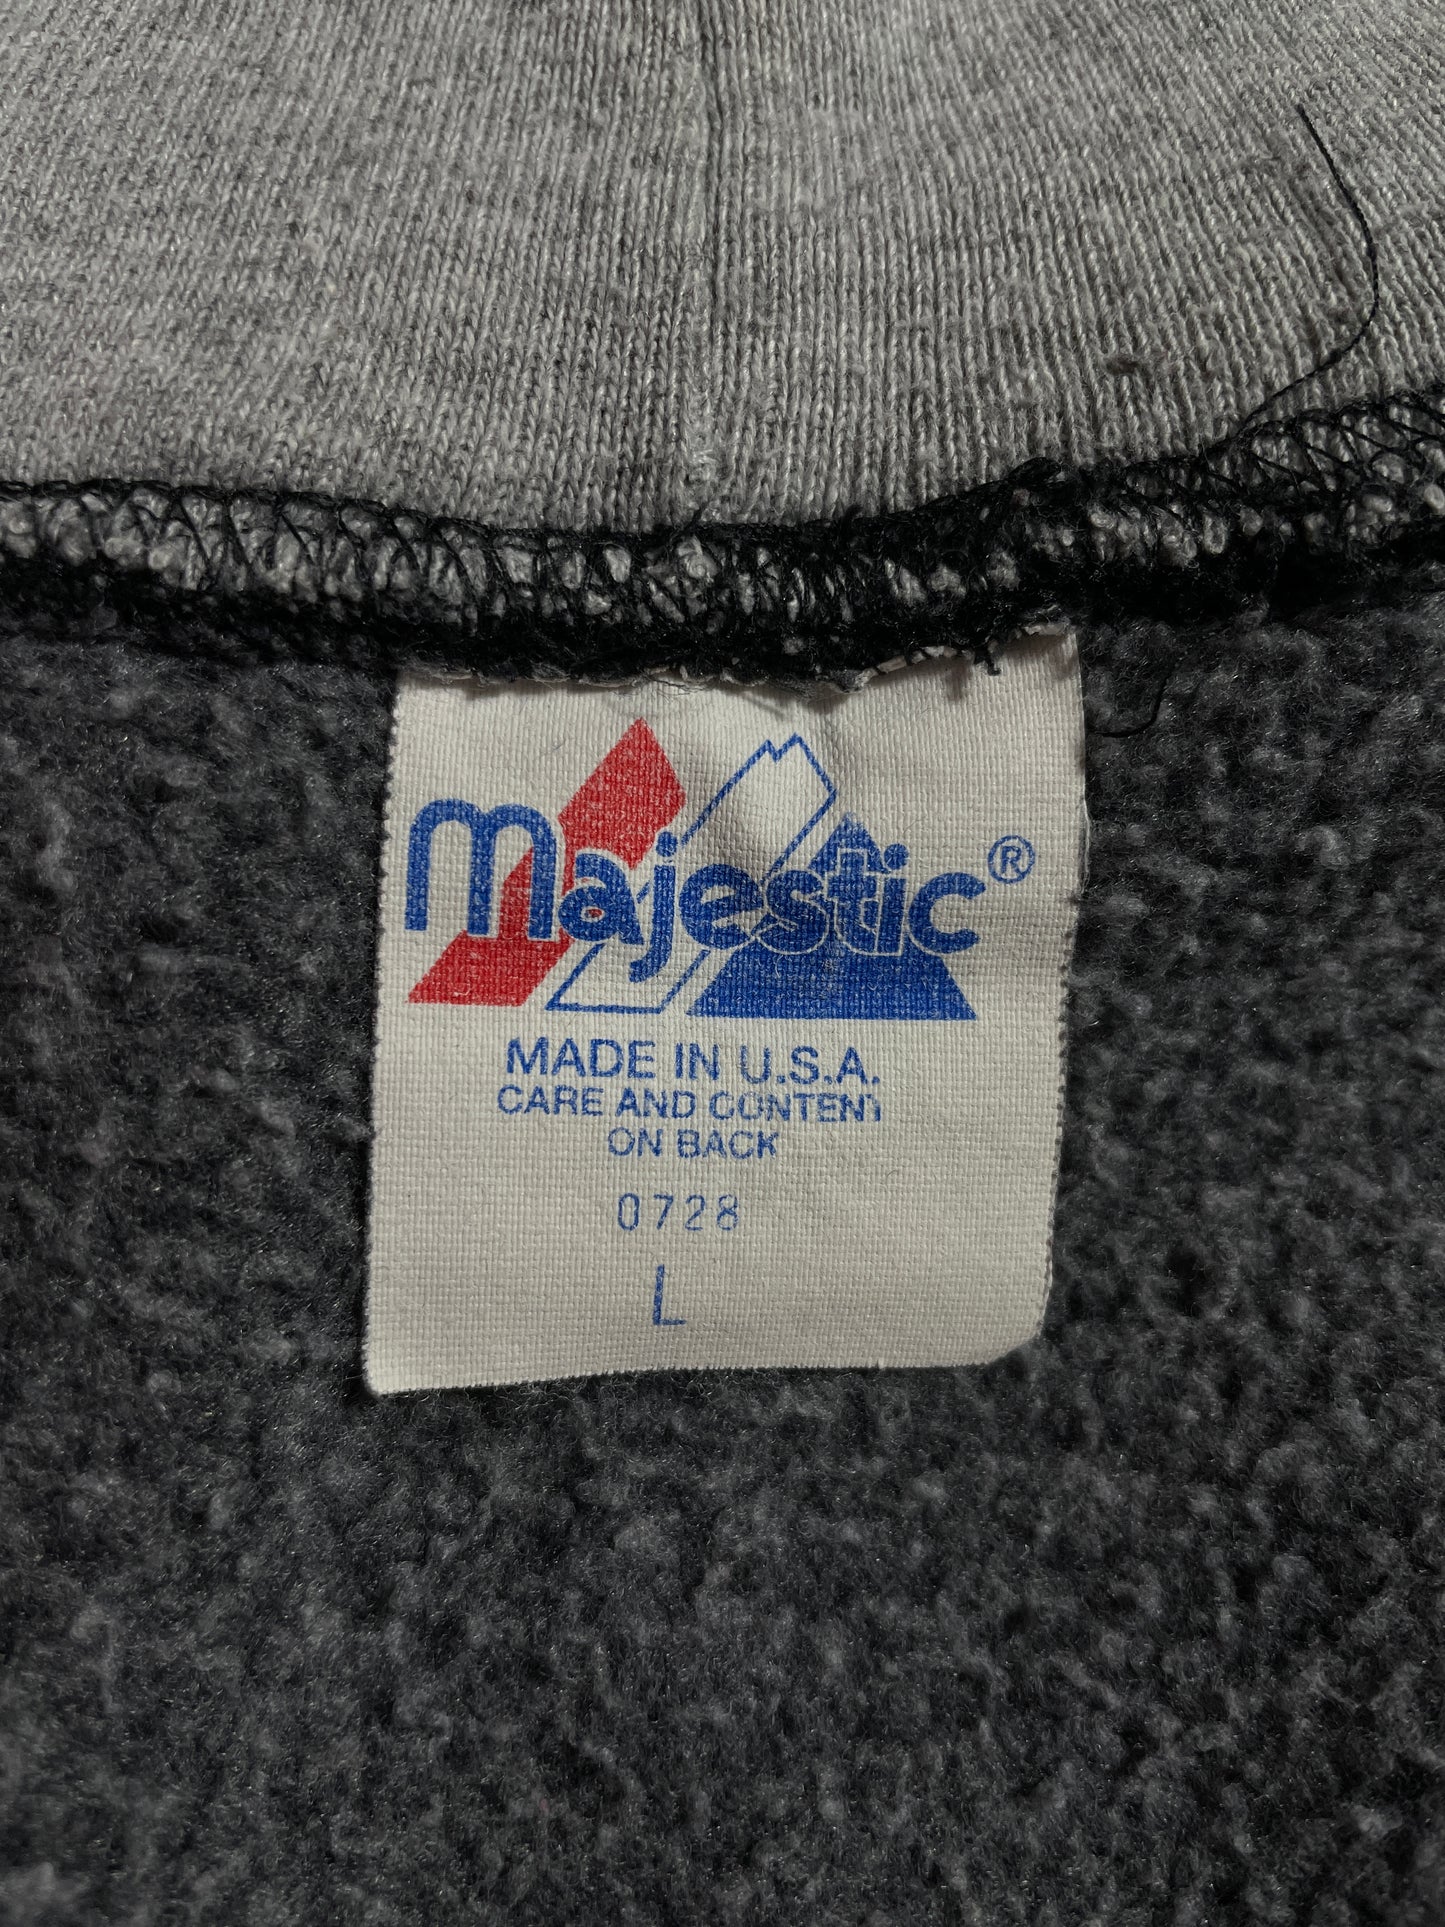 majestic®
MADE IN U.S.A.
CARE AND CONTENT
ON BACK
0728
L